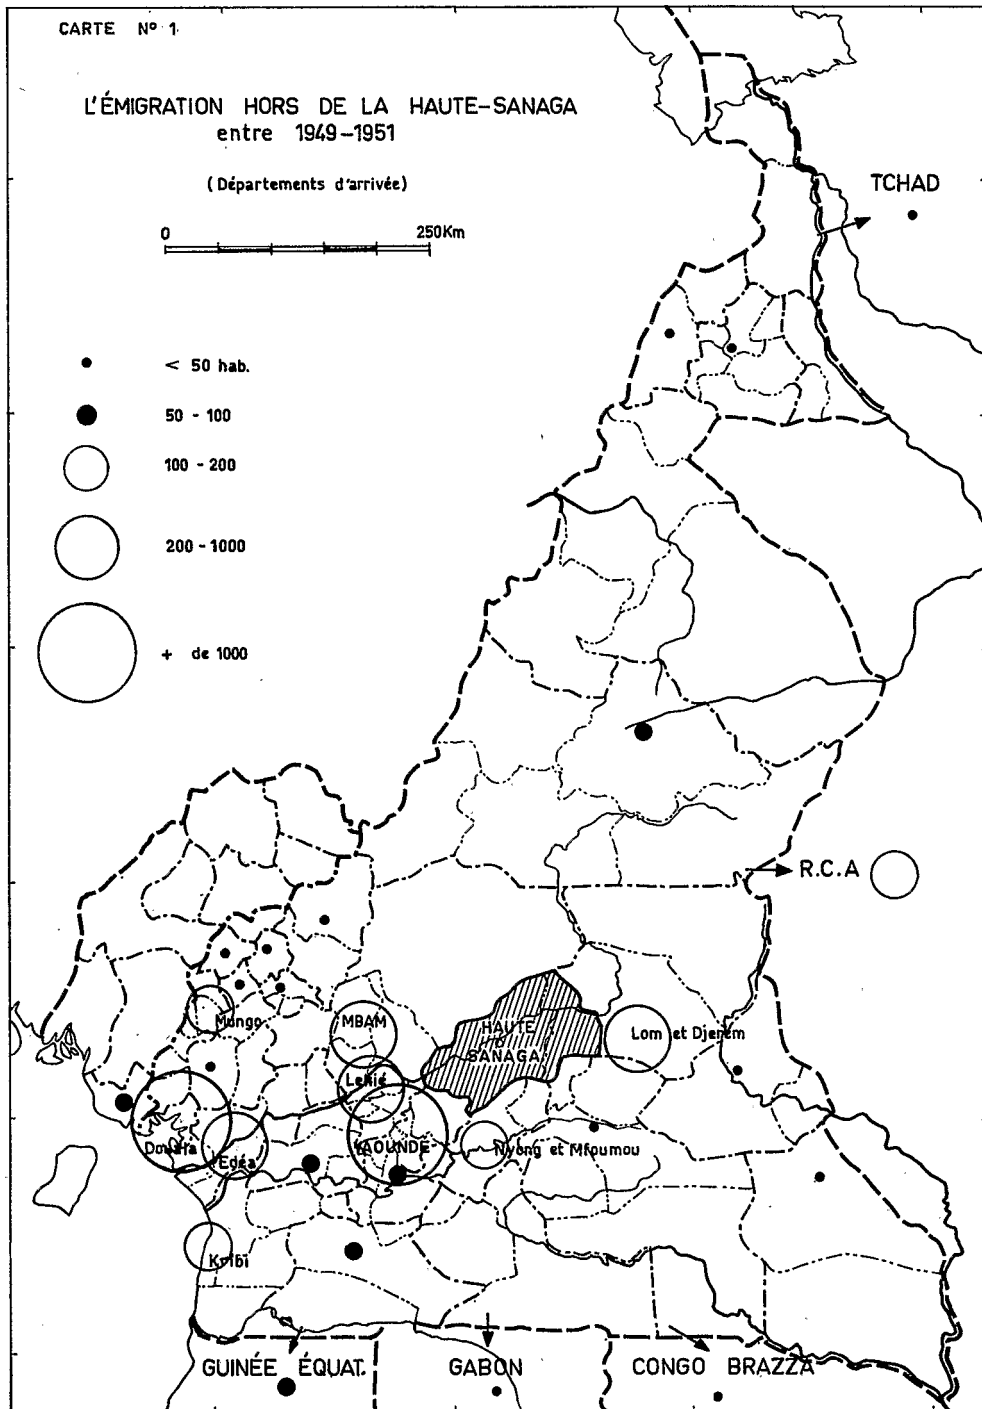 CARTE N° 1
L'ÉMIGRATION HORS DE LA HAUTE-SANAGA
entre 1949-1951
(Départements d'arrivée)
0 250Km
TCHAD
< 50 hab.
50 - 100
100 - 200
200 - 1000
+ de 1000
R.C.A
Mungo
MBAM
HAUTE
SANAGA
Lom et Djerem
Lekié
Douala
Edéa
YAOUNDE
Nyong et Mfoumou
Kribi
GUINÉE ÉQUAT.
GABON
CONGO BRAZZA